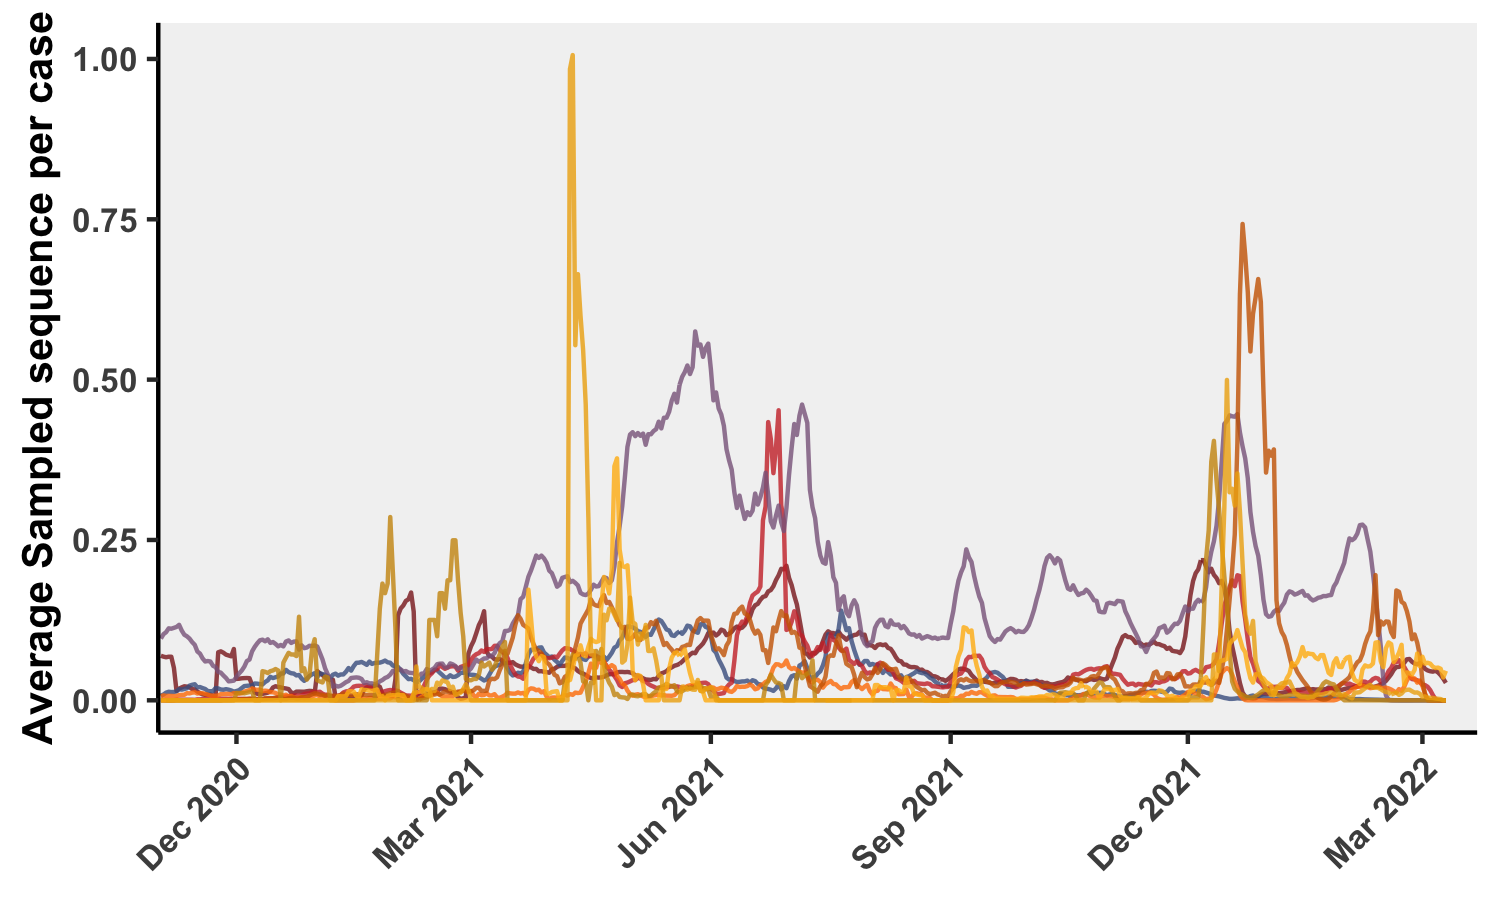 Average Sampled sequence per case
1.00
0.75
0.50
0.25
0.00
Dec 2020
Mar 2021
Jun 2021
Sep 2021
Dec 2021
Mar 2022